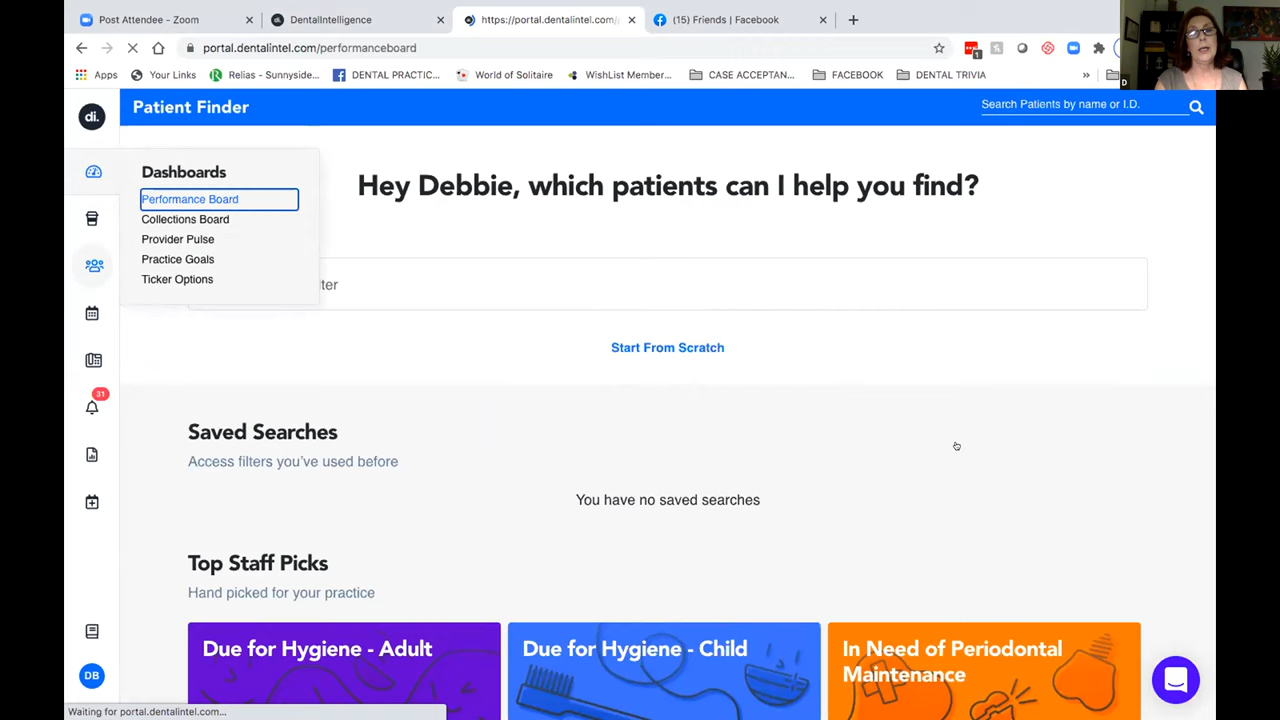 Post Attendee - Zoom
DentalIntelligence
https://portal.dentalintel.com/
(15) Friends | Facebook
portal.dentalintel.com/performanceboard
1
Apps
Your Links
Relias - Sunnyside...
DENTAL PRACTIC...
World of Solitaire
WishList Member...
CASE ACCEPTAN...
FACEBOOK
DENTAL TRIVIA
D
di.
Patient Finder
Search Patients by name or I.D.
Dashboards
Performance Board
Collections Board
Provider Pulse
Practice Goals
Ticker Options
Hey Debbie, which patients can I help you find?
Start From Scratch
31
Saved Searches
Access filters you've used before
You have no saved searches
Top Staff Picks
Hand picked for your practice
Due for Hygiene - Adult
Due for Hygiene - Child
In Need of Periodontal
Maintenance
DB
Waiting for portal.dentalintel.com...